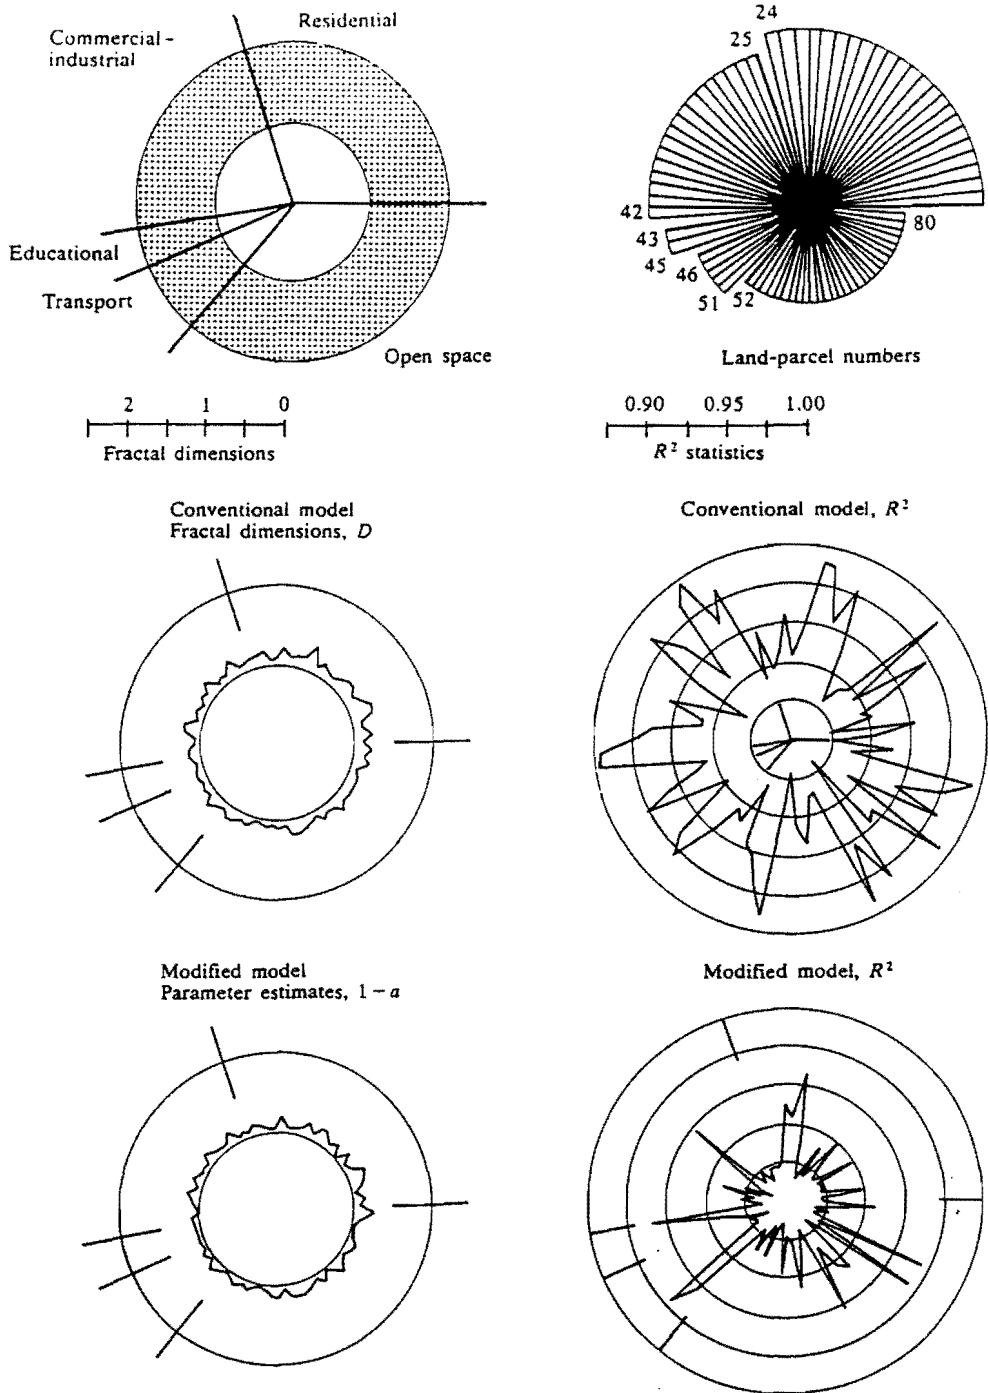 Residential
Commercial–
industrial
Educational
Transport
Open space
24
25
42
43
45
46
51
52
80
Land-parcel numbers
2 1 0
Fractal dimensions
0.90 0.95 1.00
R² statistics
Conventional model
Fractal dimensions, D
Conventional model, R²
Modified model
Parameter estimates, 1 − a
Modified model, R²